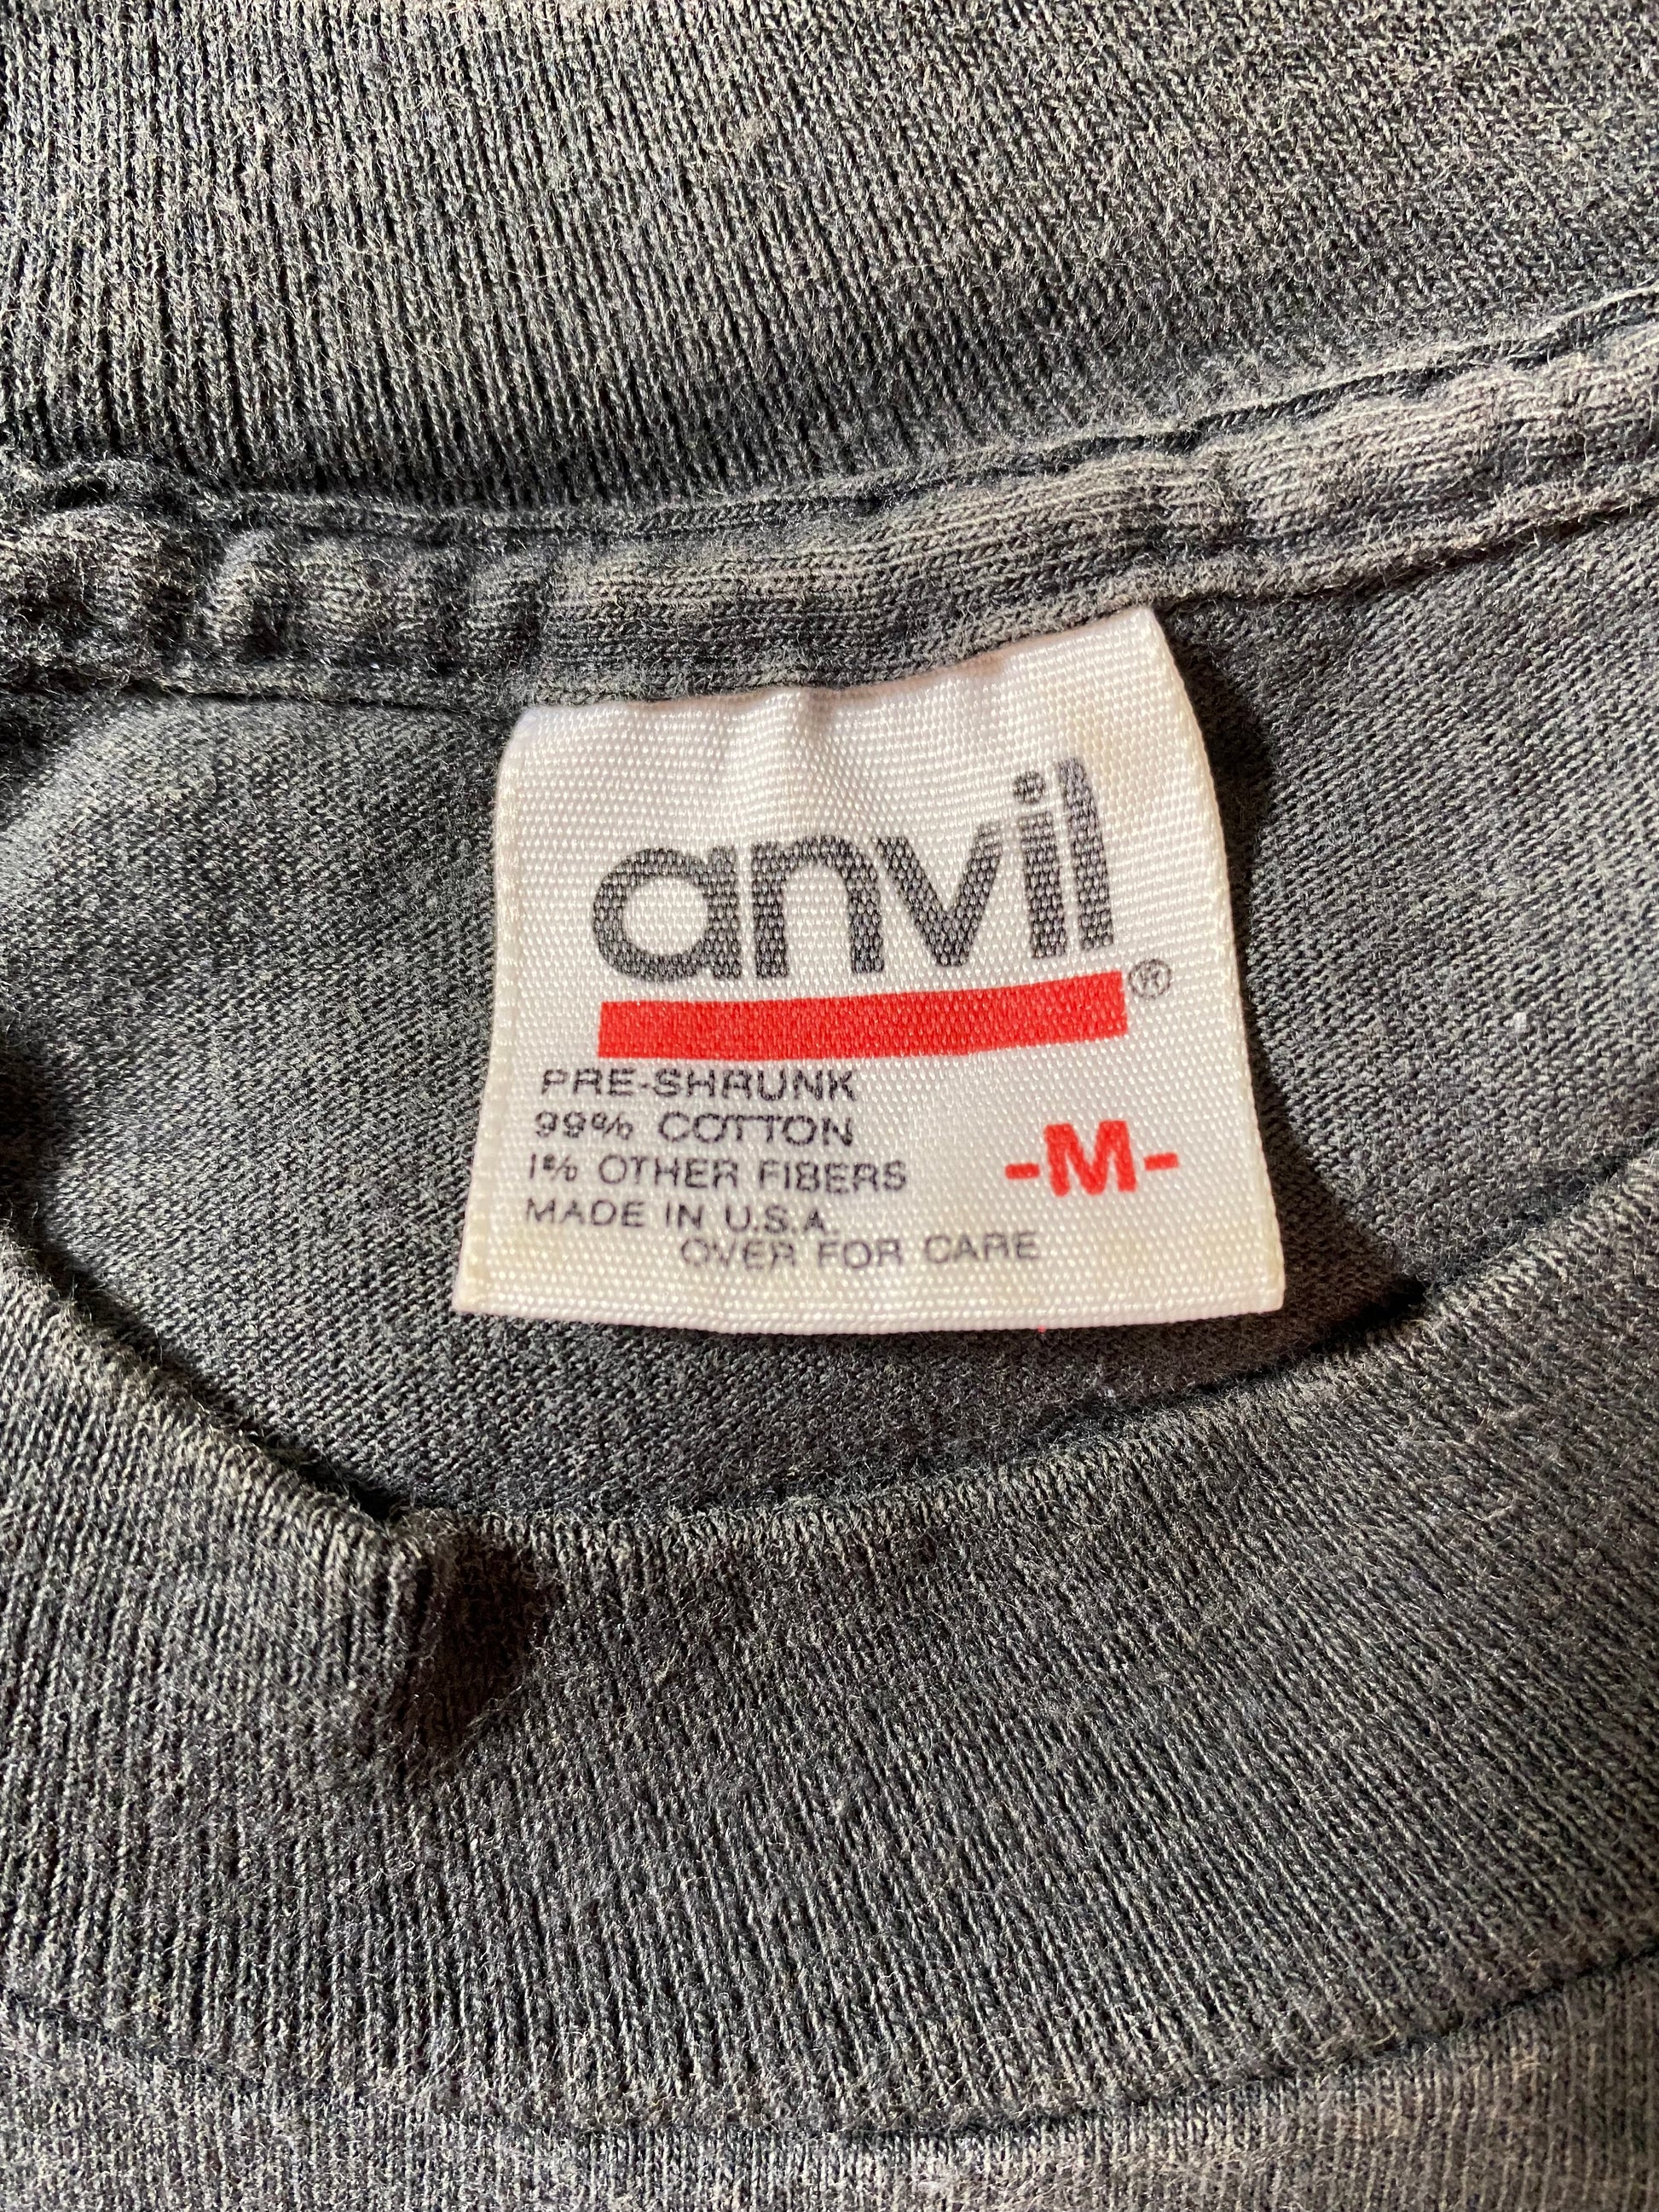 anvil®
PRE-SHRUNK
99% COTTON
1% OTHER FIBERS
-M-
MADE IN U.S.A.
OVER FOR CARE